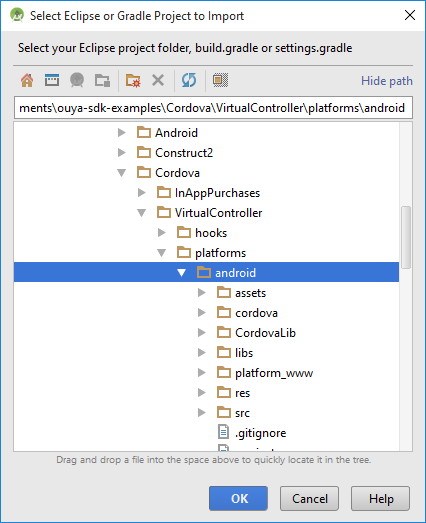 Select Eclipse or Gradle Project to Import
Select your Eclipse project folder, build.gradle or settings.gradle
Hide path
ments\ouya-sdk-examples\Cordova\VirtualController\platforms\android
Android
Construct2
Cordova
InAppPurchases
VirtualController
hooks
platforms
android
assets
cordova
CordovaLib
libs
platform_www
res
src
.gitignore
Drag and drop a file into the space above to quickly locate it in the tree.
OK
Cancel
Help